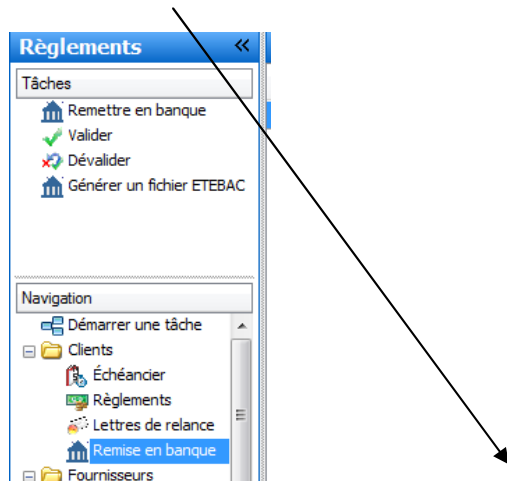 Règlements
Tâches
Remettre en banque
Valider
Dévalider
Générer un fichier ETEBAC
Navigation
Démarrer une tâche
Clients
Échéancier
Règlements
Lettres de relance
Remise en banque
Fournisseurs